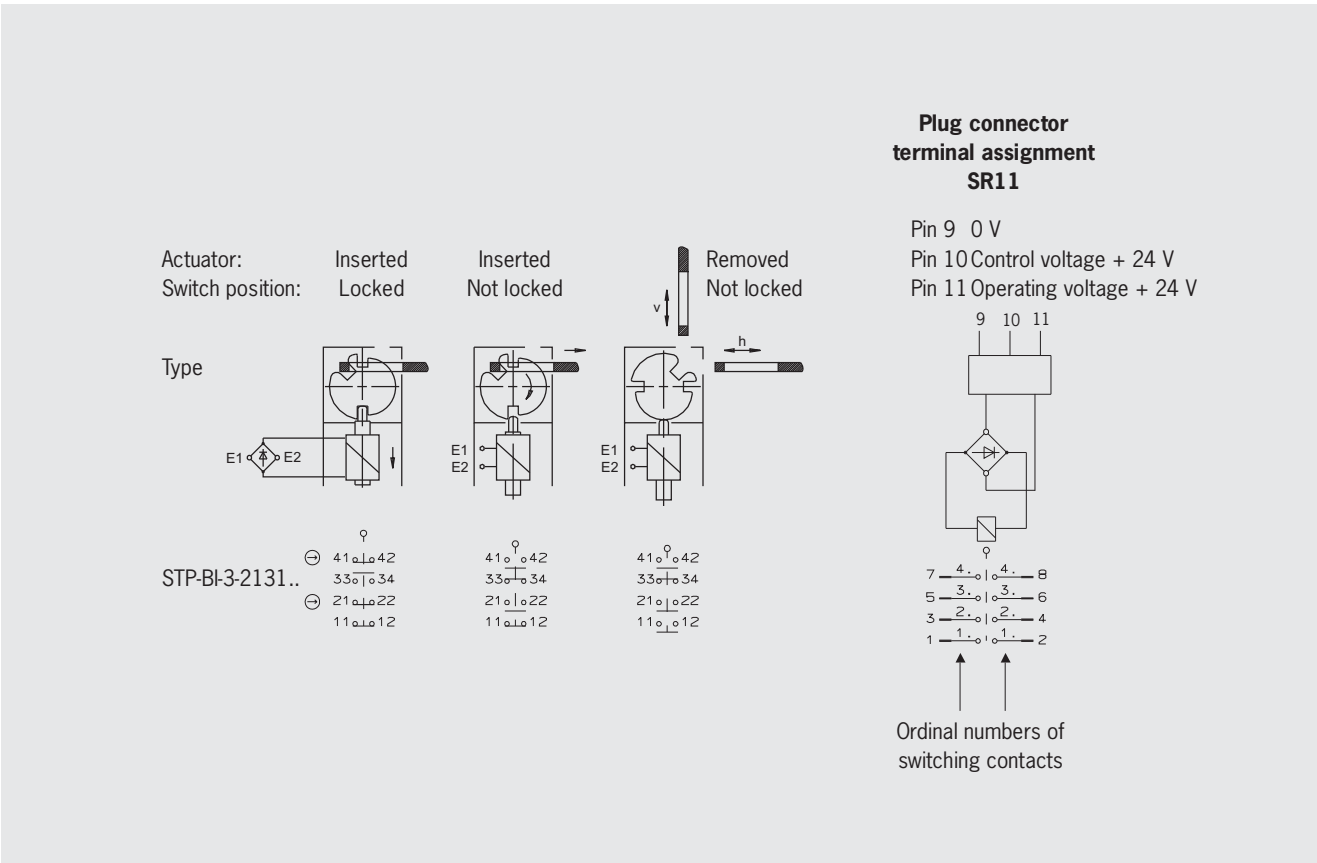 Plug connector
terminal assignment
SR11
Pin 9 0 V
Pin 10 Control voltage + 24 V
Pin 11 Operating voltage + 24 V
Actuator: Inserted Inserted Removed
Switch position: Locked Not locked Not locked
v
h
9 10 11
Type
E1 E2
E1
E2
E1
E2
STP-BI-3-2131..
41 42 41 42 41 42
33 34 33 34 33 34
21 22 21 22 21 22
11 12 11 12 11 12
7 4. 4. 8
5 3. 3. 6
3 2. 2. 4
1 1. 1. 2
Ordinal numbers of
switching contacts